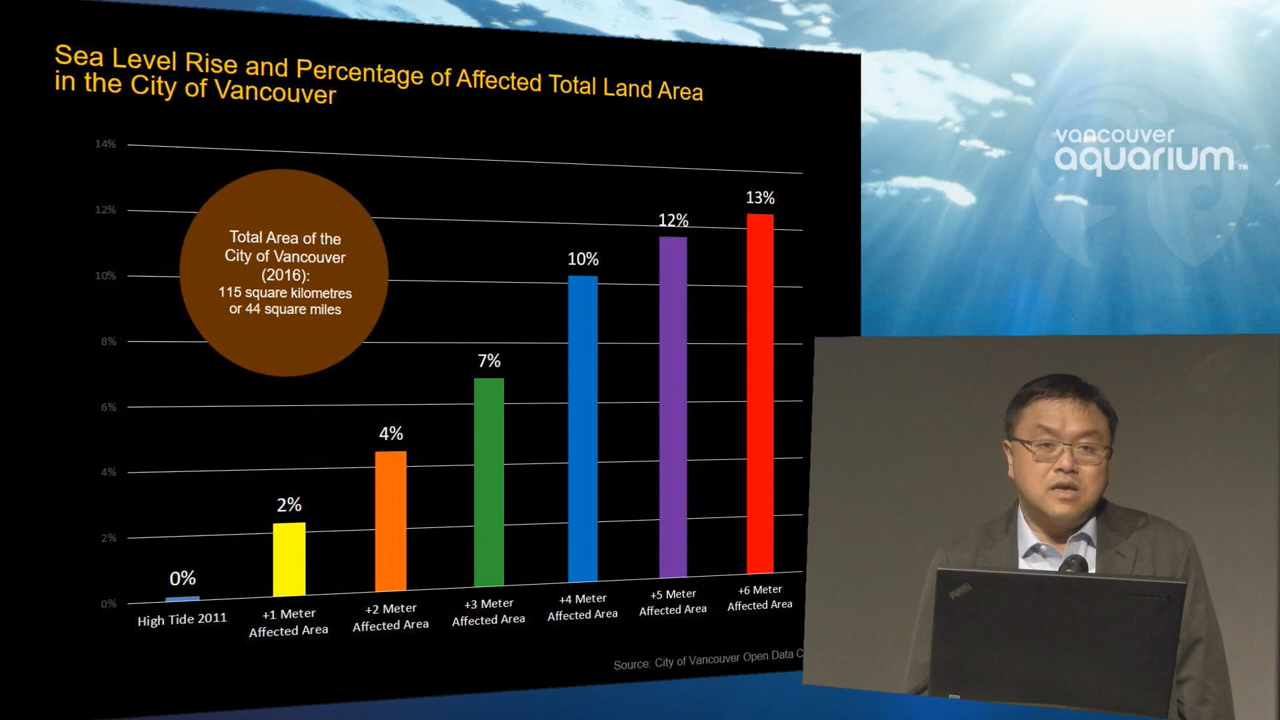 Sea Level Rise and Percentage of Affected Total Land Area
in the City of Vancouver
vancouver
aquarium™
14%
12%
10%
8%
6%
4%
2%
0%
Total Area of the
City of Vancouver
(2016):
115 square kilometres
or 44 square miles
0%
2%
4%
7%
10%
12%
13%
High Tide 2011
+1 Meter
Affected Area
+2 Meter
Affected Area
+3 Meter
Affected Area
+4 Meter
Affected Area
+5 Meter
Affected Area
+6 Meter
Affected Area
Source: City of Vancouver Open Data C
ThinkPad